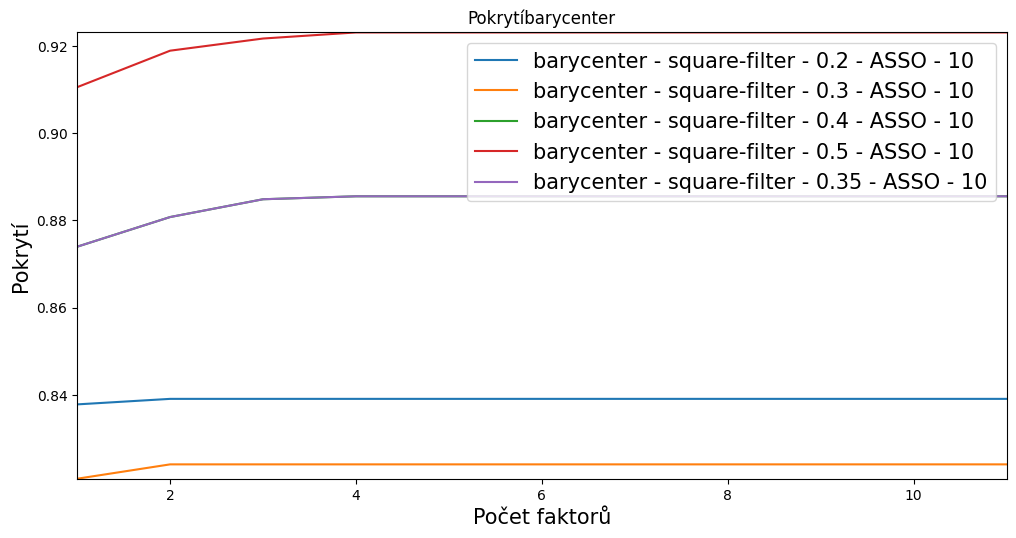 Pokrytíbarycenter
0.92
0.90
0.88
0.86
0.84
Pokrytí
barycenter - square-filter - 0.2 - ASSO - 10
barycenter - square-filter - 0.3 - ASSO - 10
barycenter - square-filter - 0.4 - ASSO - 10
barycenter - square-filter - 0.5 - ASSO - 10
barycenter - square-filter - 0.35 - ASSO - 10
2 4 6 8 10
Počet faktorů